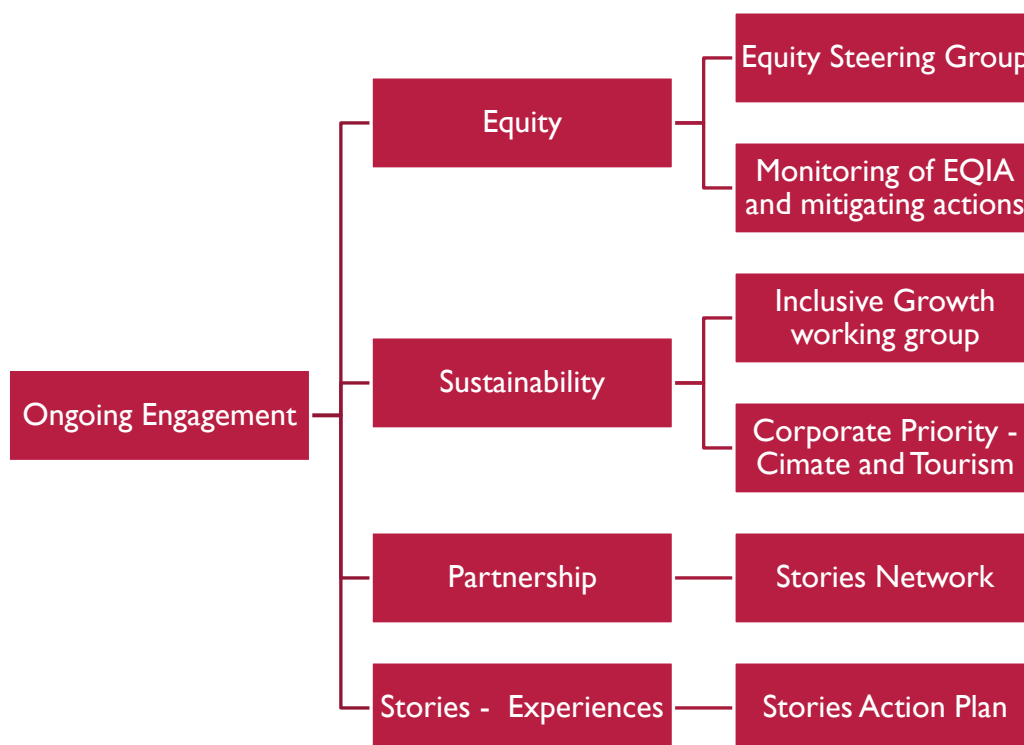 Equity Steering Group
Equity
Monitoring of EQIA
and mitigating actions
Inclusive Growth
working group
Sustainability
Ongoing Engagement
Corporate Priority -
Cimate and Tourism
Partnership
Stories Network
Stories -  Experiences
Stories Action Plan